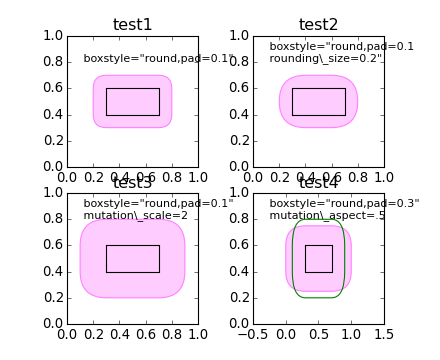 test1
test2
boxstyle="round,pad=0.1"
boxstyle="round,pad=0.1
rounding\_size=0.2"
1.0
0.8
0.6
0.4
0.2
0.0
0.0 0.2 0.4 0.6 0.8 1.0
1.0
0.8
0.6
0.4
0.2
0.0
0.0 0.2 0.4 0.6 0.8 1.0
test3
test4
boxstyle="round,pad=0.1"
mutation\_scale=2
boxstyle="round,pad=0.3"
mutation\_aspect=.5
1.0
0.8
0.6
0.4
0.2
0.0
0.0 0.2 0.4 0.6 0.8 1.0
1.0
0.8
0.6
0.4
0.2
0.0
−0.5 0.0 0.5 1.0 1.5